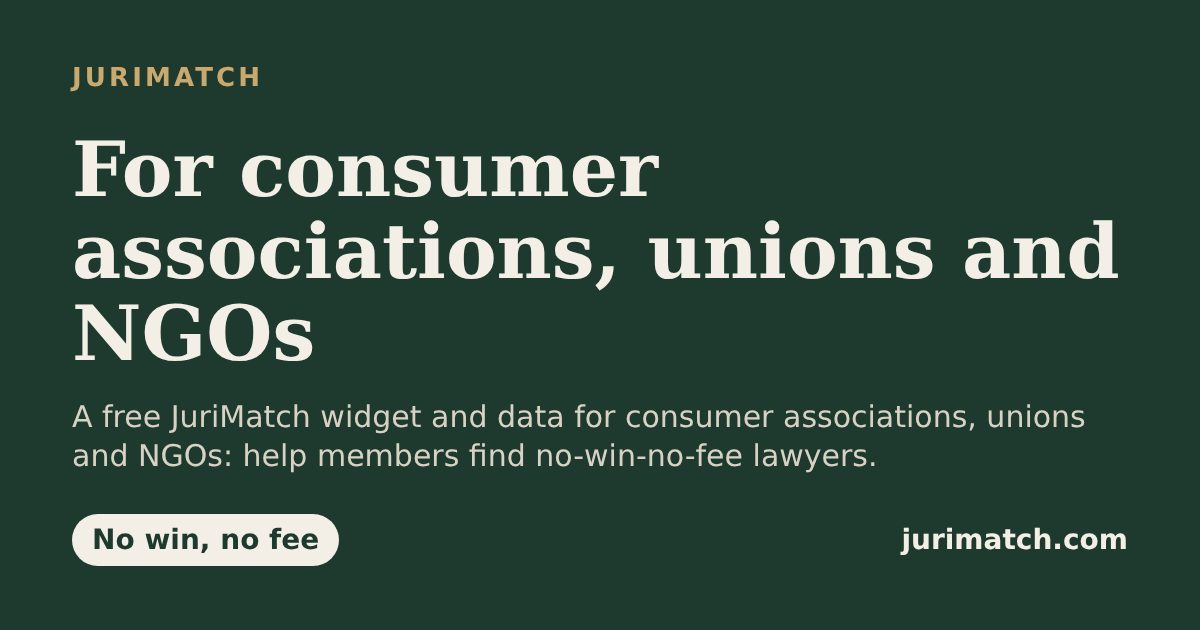 JURIMATCH
For consumer
associations, unions and
NGOs
A free JuriMatch widget and data for consumer associations, unions
and NGOs: help members find no-win-no-fee lawyers.
No win, no fee
jurimatch.com